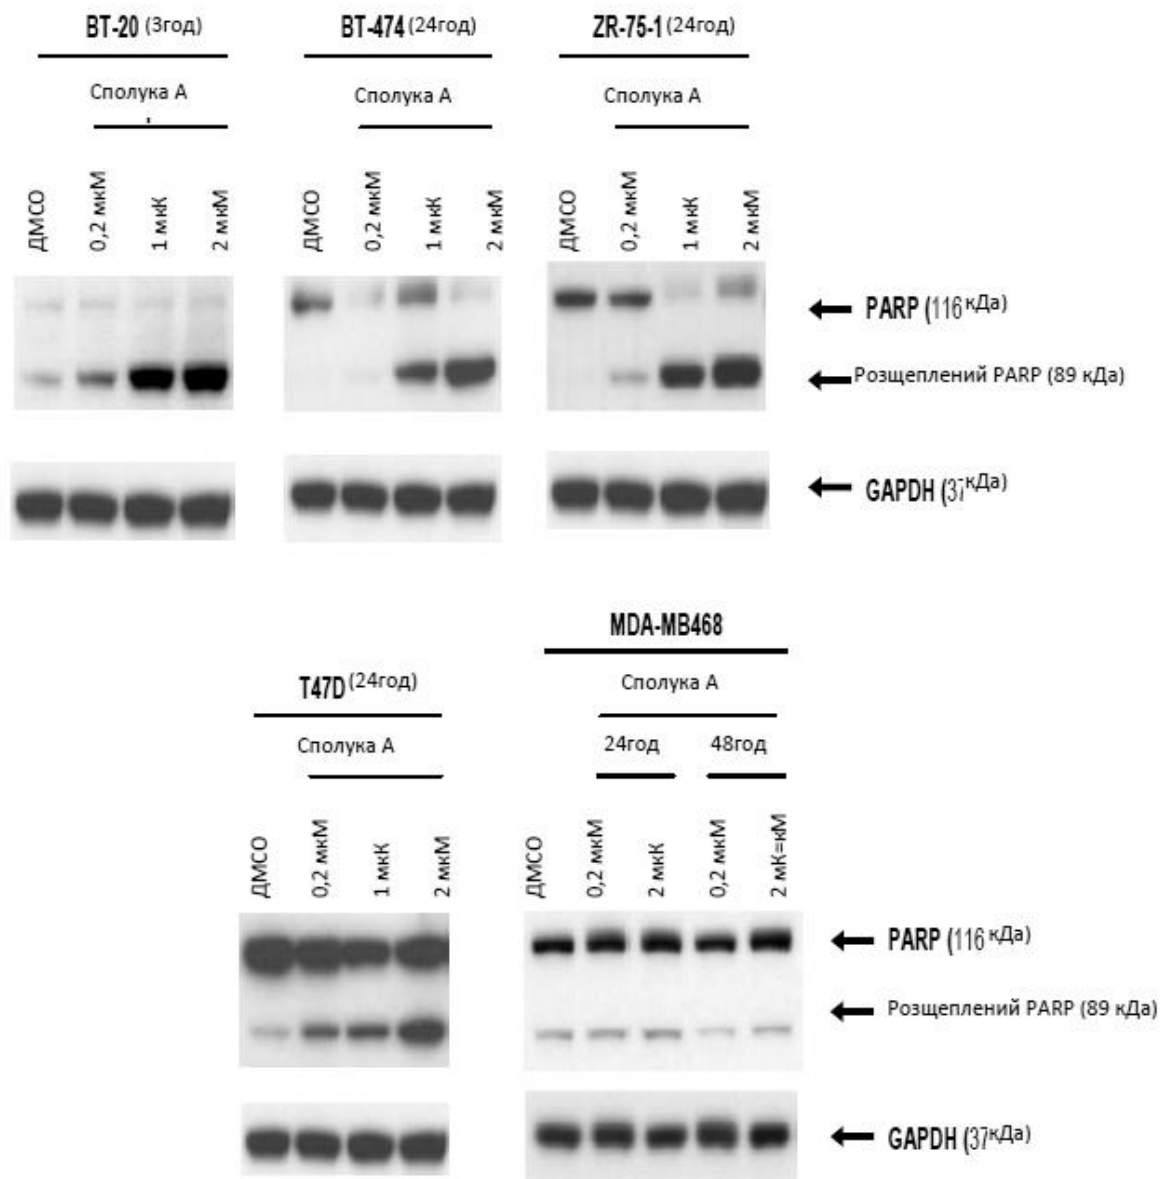 BT-20 (3год)
BT-474 (24год)
ZR-75-1 (24год)
Сполука А
Сполука А
Сполука А
ДМСО
0,2 мкМ
1 мкК
2 мкМ
ДМСО
0,2 мкМ
1 мкК
2 мкМ
ДМСО
0,2 мкМ
1 мкК
2 мкМ
PARP (116 кДа)
Розщеплений PARP (89 кДа)
GAPDH (37 кДа)
MDA-MB468
T47D (24год)
Сполука А
Сполука А
24год
48год
ДМСО
0,2 мкМ
1 мкК
2 мкМ
ДМСО
0,2 мкМ
2 мкК
0,2 мкМ
2 мК=кМ
PARP (116 кДа)
Розщеплений PARP (89 кДа)
GAPDH (37кДа)